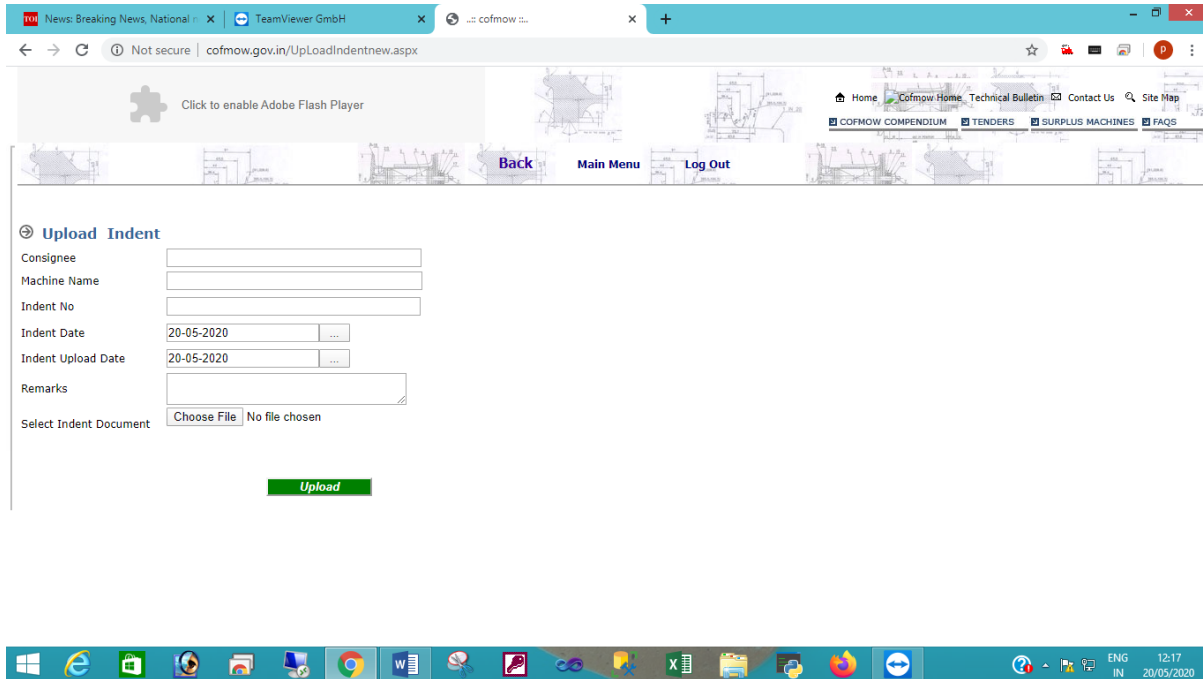 TOI News: Breaking News, National n
TeamViewer GmbH
..:: cofmow ::..
Not secure | cofmow.gov.in/UpLoadIndentnew.aspx
P
Click to enable Adobe Flash Player
Home Cofmow Home Technical Bulletin Contact Us Site Map
COFMOW COMPENDIUM TENDERS SURPLUS MACHINES FAQS
Back Main Menu Log Out
Upload Indent
Consignee
Machine Name
Indent No
Indent Date 20-05-2020 ...
Indent Upload Date 20-05-2020 ...
Remarks
Select Indent Document Choose File No file chosen
Upload
ENG 12:17
IN 20/05/2020